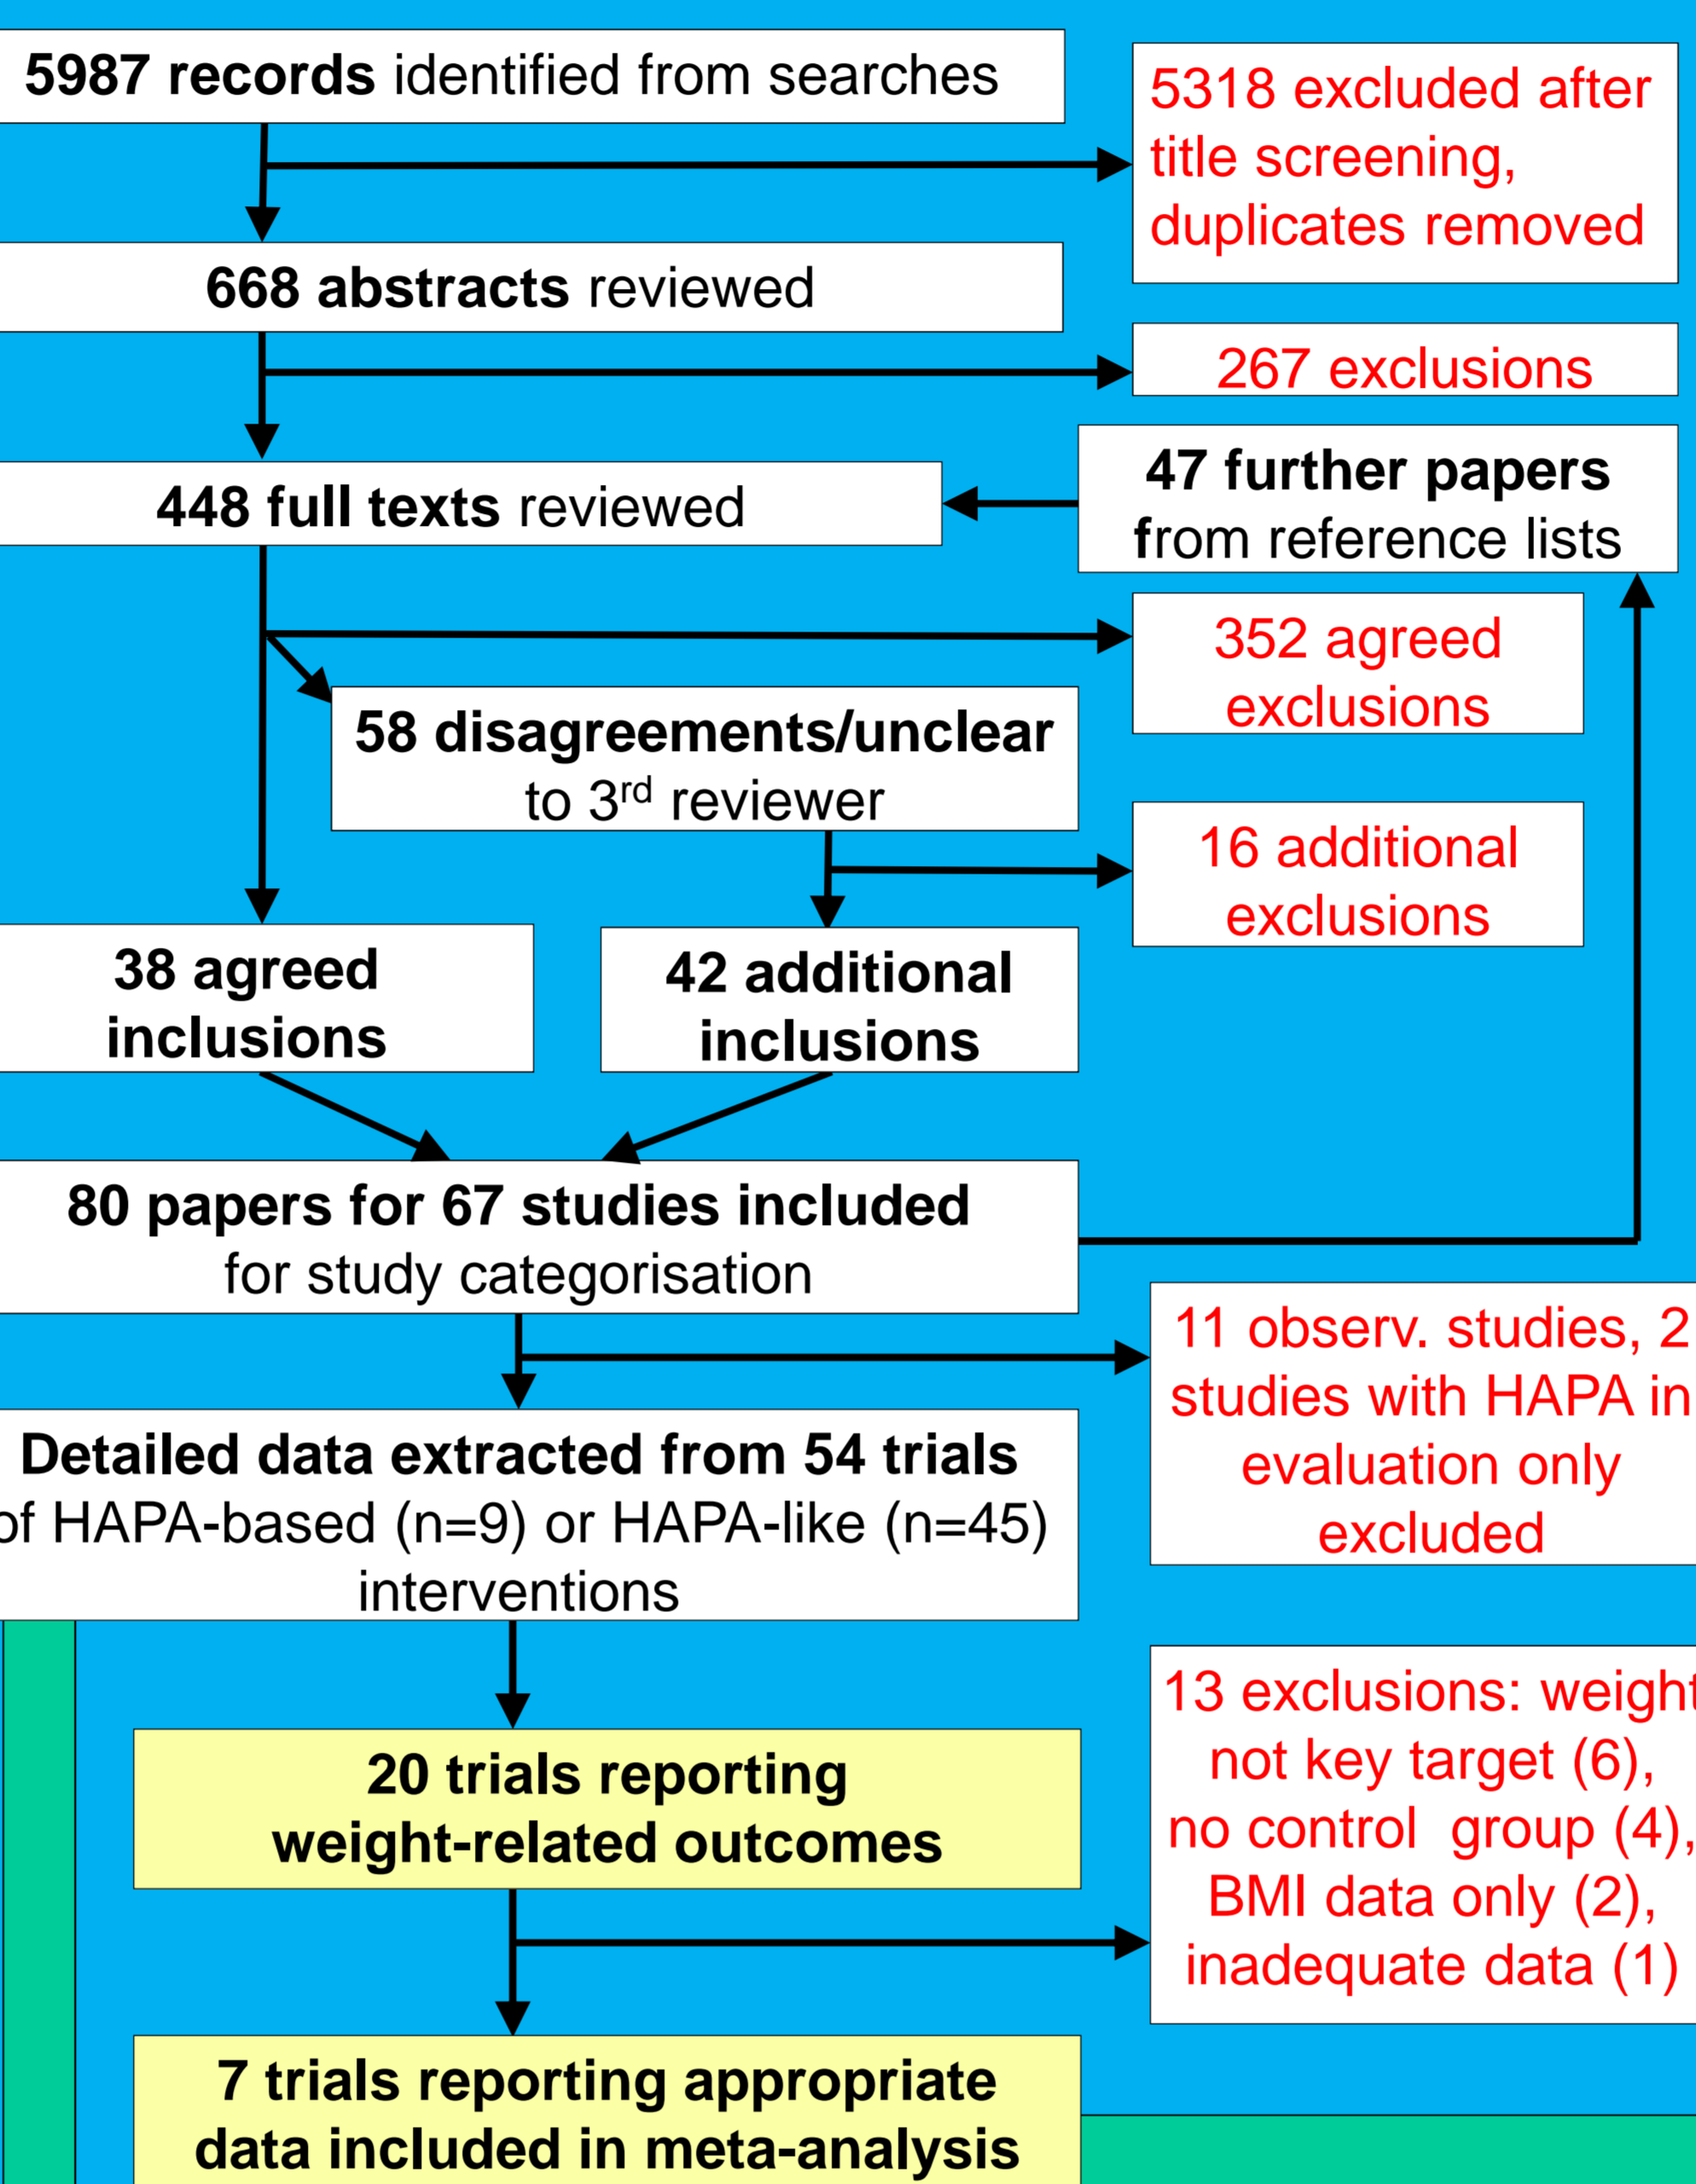 5987 records identified from searches
5318 excluded after
title screening,
duplicates removed
668 abstracts reviewed
267 exclusions
448 full texts reviewed
47 further papers
from reference lists
352 agreed
exclusions
58 disagreements/unclear
to 3rd reviewer
16 additional
exclusions
38 agreed
inclusions
42 additional
inclusions
80 papers for 67 studies included
for study categorisation
11 observ. studies, 2
studies with HAPA in
evaluation only
excluded
Detailed data extracted from 54 trials
of HAPA-based (n=9) or HAPA-like (n=45)
interventions
20 trials reporting
weight-related outcomes
13 exclusions: weight
not key target (6),
no control group (4),
BMI data only (2),
inadequate data (1)
7 trials reporting appropriate
data included in meta-analysis